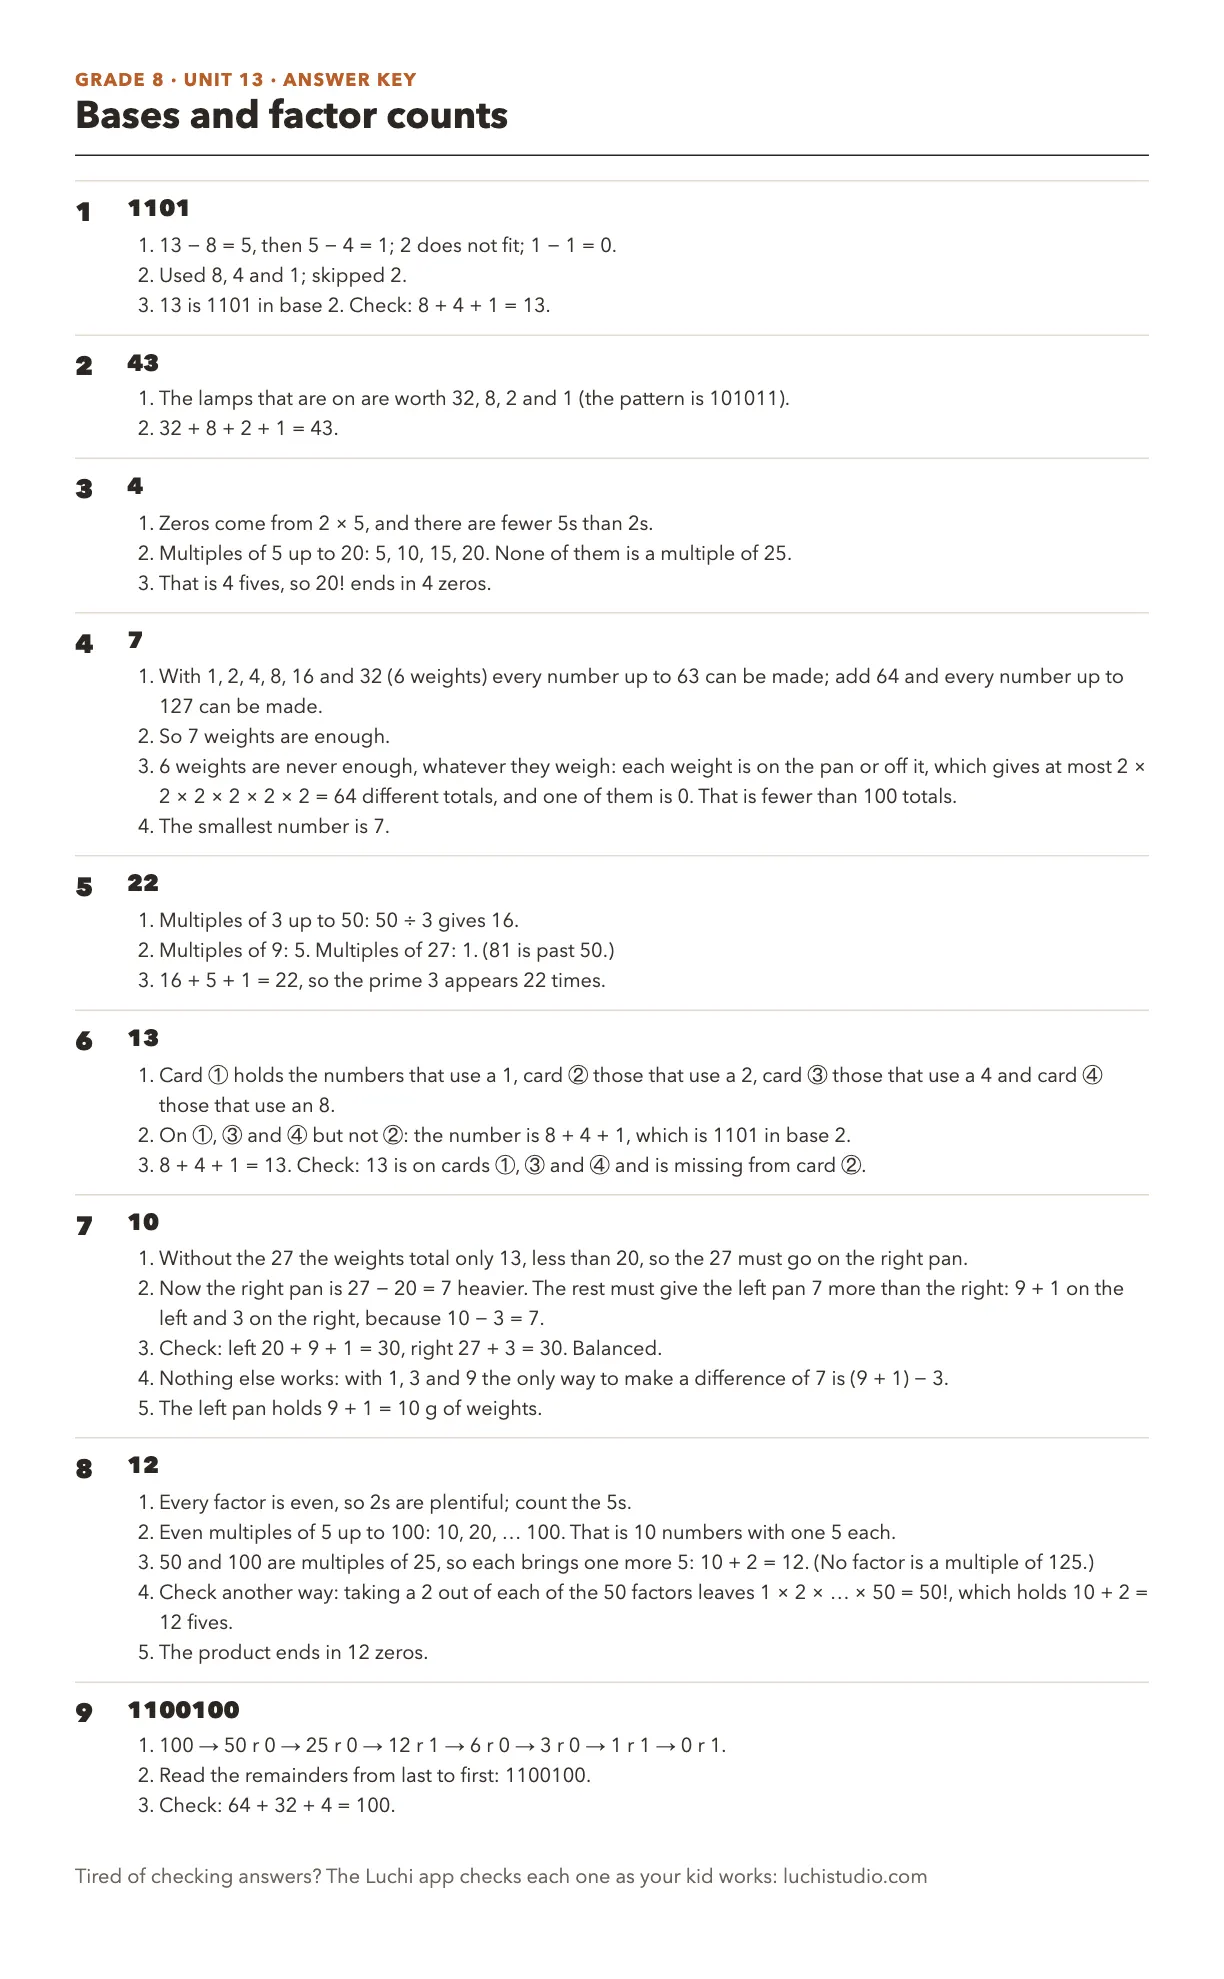 GRADE 8 · UNIT 13 · ANSWER KEY
Bases and factor counts
1 1101
1. 13 − 8 = 5, then 5 − 4 = 1; 2 does not fit; 1 − 1 = 0.
2. Used 8, 4 and 1; skipped 2.
3. 13 is 1101 in base 2. Check: 8 + 4 + 1 = 13.
2 43
1. The lamps that are on are worth 32, 8, 2 and 1 (the pattern is 101011).
2. 32 + 8 + 2 + 1 = 43.
3 4
1. Zeros come from 2 × 5, and there are fewer 5s than 2s.
2. Multiples of 5 up to 20: 5, 10, 15, 20. None of them is a multiple of 25.
3. That is 4 fives, so 20! ends in 4 zeros.
4 7
1. With 1, 2, 4, 8, 16 and 32 (6 weights) every number up to 63 can be made; add 64 and every number up to
127 can be made.
2. So 7 weights are enough.
3. 6 weights are never enough, whatever they weigh: each weight is on the pan or off it, which gives at most 2 ×
2 × 2 × 2 × 2 × 2 = 64 different totals, and one of them is 0. That is fewer than 100 totals.
4. The smallest number is 7.
5 22
1. Multiples of 3 up to 50: 50 ÷ 3 gives 16.
2. Multiples of 9: 5. Multiples of 27: 1. (81 is past 50.)
3. 16 + 5 + 1 = 22, so the prime 3 appears 22 times.
6 13
1. Card ① holds the numbers that use a 1, card ② those that use a 2, card ③ those that use a 4 and card ④
those that use an 8.
2. On ①, ③ and ④ but not ②: the number is 8 + 4 + 1, which is 1101 in base 2.
3. 8 + 4 + 1 = 13. Check: 13 is on cards ①, ③ and ④ and is missing from card ②.
7 10
1. Without the 27 the weights total only 13, less than 20, so the 27 must go on the right pan.
2. Now the right pan is 27 − 20 = 7 heavier. The rest must give the left pan 7 more than the right: 9 + 1 on the
left and 3 on the right, because 10 − 3 = 7.
3. Check: left 20 + 9 + 1 = 30, right 27 + 3 = 30. Balanced.
4. Nothing else works: with 1, 3 and 9 the only way to make a difference of 7 is (9 + 1) − 3.
5. The left pan holds 9 + 1 = 10 g of weights.
8 12
1. Every factor is even, so 2s are plentiful; count the 5s.
2. Even multiples of 5 up to 100: 10, 20, … 100. That is 10 numbers with one 5 each.
3. 50 and 100 are multiples of 25, so each brings one more 5: 10 + 2 = 12. (No factor is a multiple of 125.)
4. Check another way: taking a 2 out of each of the 50 factors leaves 1 × 2 × … × 50 = 50!, which holds 10 + 2 =
12 fives.
5. The product ends in 12 zeros.
9 1100100
1. 100 → 50 r 0 → 25 r 0 → 12 r 1 → 6 r 0 → 3 r 0 → 1 r 1 → 0 r 1.
2. Read the remainders from last to first: 1100100.
3. Check: 64 + 32 + 4 = 100.
Tired of checking answers? The Luchi app checks each one as your kid works: luchistudio.com